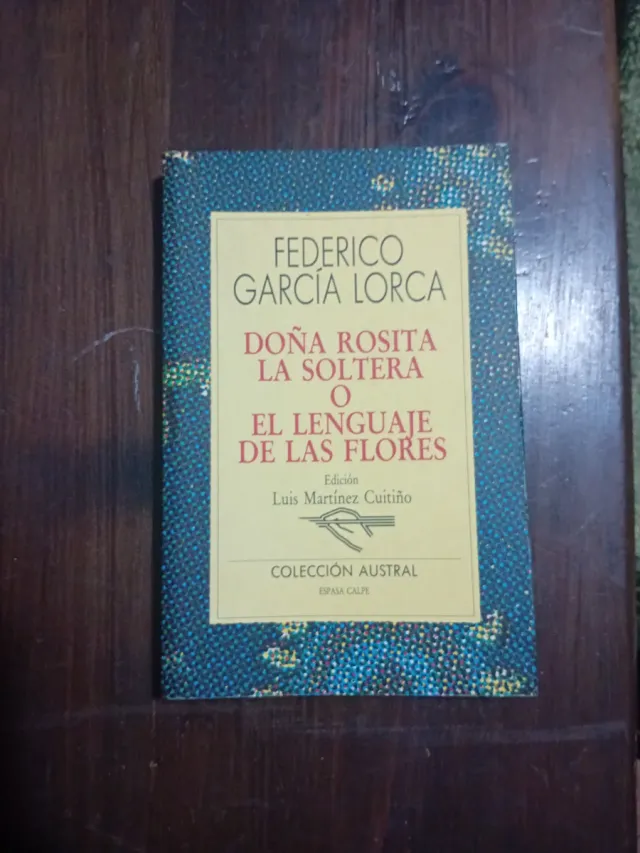 FEDERICO
GARCÍA LORCA
DOÑA ROSITA
LA SOLTERA
O
EL LENGUAJE
DE LAS FLORES
Edición
Luis Martínez Cuitiño
COLECCIÓN AUSTRAL
ESPASA CALPE